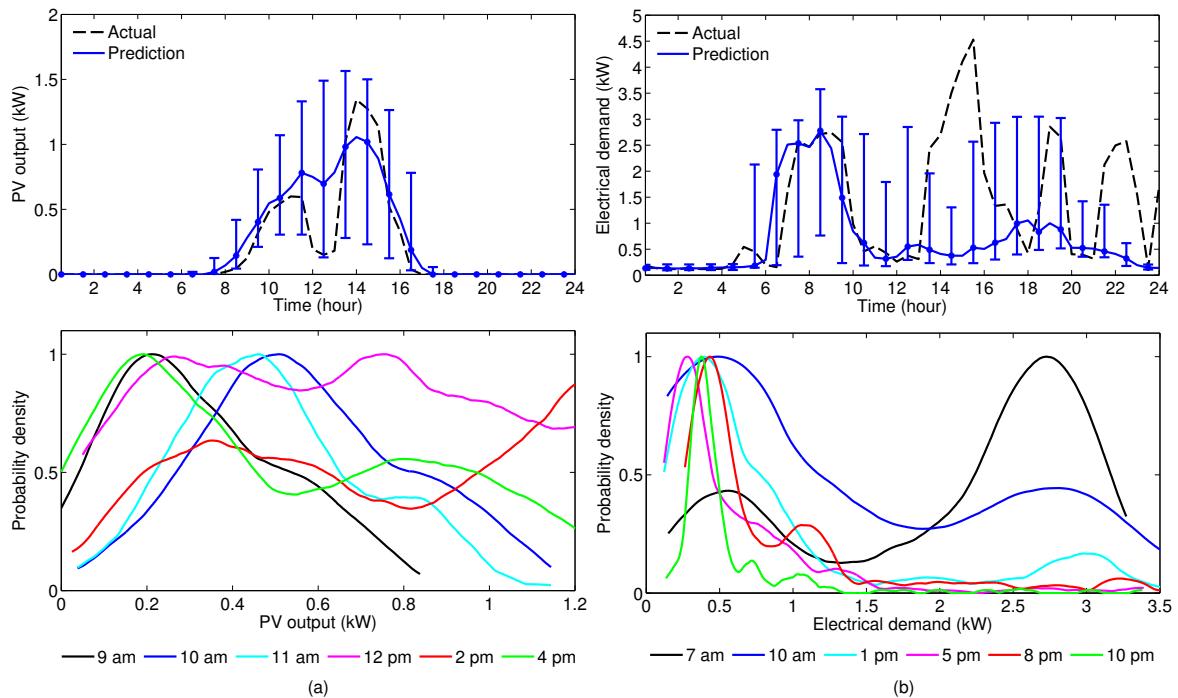 Actual
Prediction
PV output (kW)
2
1.5
1
0.5
0
2 4 6 8 10 12 14 16 18 20 22 24
Time (hour)
Actual
Prediction
Electrical demand (kW)
5
4.5
4
3.5
3
2.5
2
1.5
1
0.5
0
2 4 6 8 10 12 14 16 18 20 22 24
Time (hour)
Probability density
1
0.5
0
0 0.2 0.4 0.6 0.8 1 1.2
PV output (kW)
9 am 10 am 11 am 12 pm 2 pm 4 pm
(a)
Probability density
1
0.5
0
0 0.5 1 1.5 2 2.5 3 3.5
Electrical demand (kW)
7 am 10 am 1 pm 5 pm 8 pm 10 pm
(b)